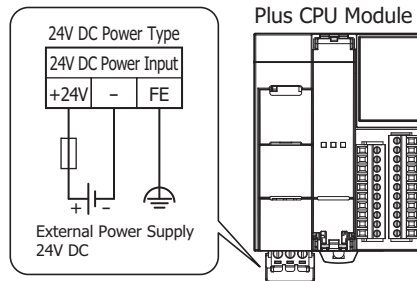 Plus CPU Module
24V DC Power Type
24V DC Power Input
+24V – FE
+ -
External Power Supply
24V DC